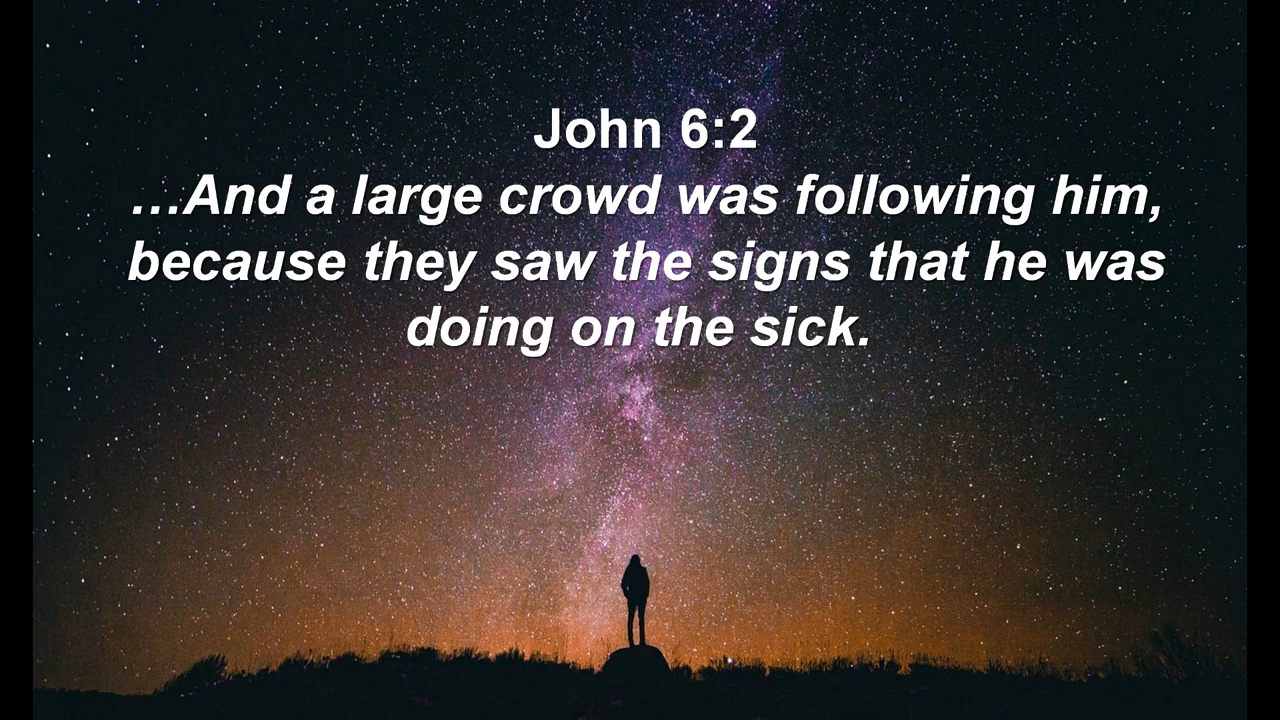 John 6:2
…And a large crowd was following him,
because they saw the signs that he was
doing on the sick.